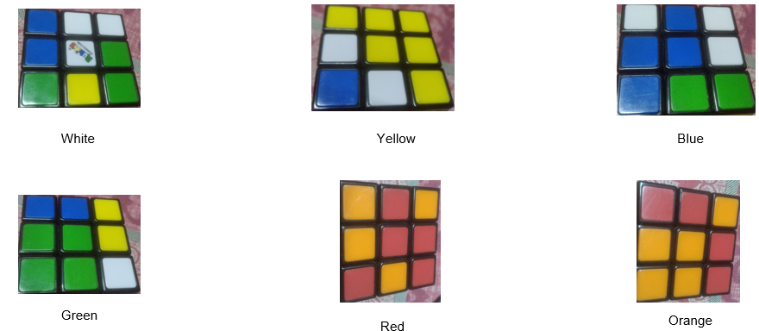 White
Yellow
Blue
Green
Red
Orange